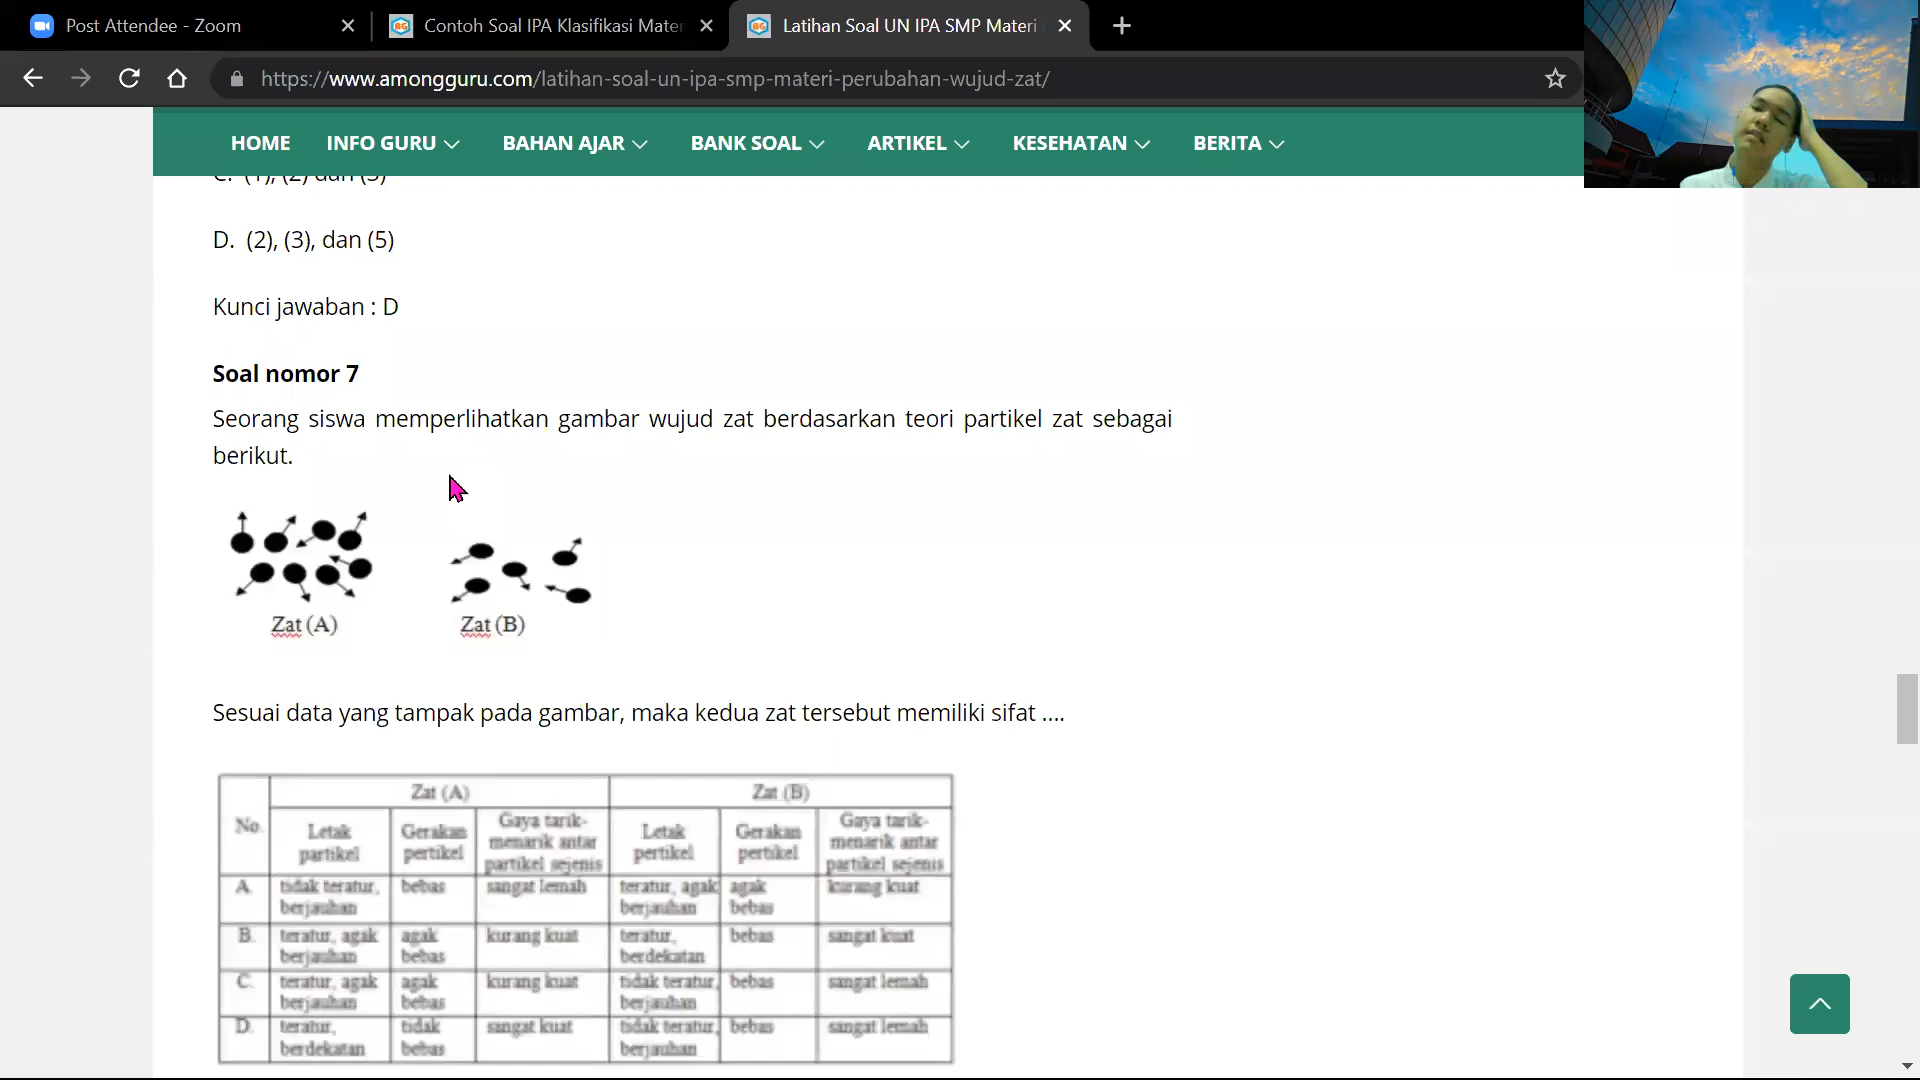 Post Attendee - Zoom
Contoh Soal IPA Klasifikasi Mater
Latihan Soal UN IPA SMP Materi
https://www.amongguru.com/latihan-soal-un-ipa-smp-materi-perubahan-wujud-zat/
HOME INFO GURU BAHAN AJAR BANK SOAL ARTIKEL KESEHATAN BERITA
D. (2), (3), dan (5)
Kunci jawaban : D
Soal nomor 7
Seorang siswa memperlihatkan gambar wujud zat berdasarkan teori partikel zat sebagai
berikut.
Zat (A) Zat (B)
Sesuai data yang tampak pada gambar, maka kedua zat tersebut memiliki sifat ....
Zat (A) Zat (B)
No. Letak partikel Gerakan pertikel Gaya tarik-menarik antar partikel sejenis Letak pertikel Gerakan pertikel Gaya tarik-menarik antar partikel sejenis
A. tidak teratur, berjauhan bebas sangat lemah teratur, agak berjauhan agak bebas kurang kuat
B. teratur, agak berjauhan agak bebas kurang kuat teratur, berdekatan bebas sangat kuat
C. teratur, agak berjauhan agak bebas kurang kuat tidak teratur, berjauhan bebas sangat lemah
D. teratur, berdekatan tidak bebas sangat kuat tidak teratur, berjauhan bebas sangat lemah